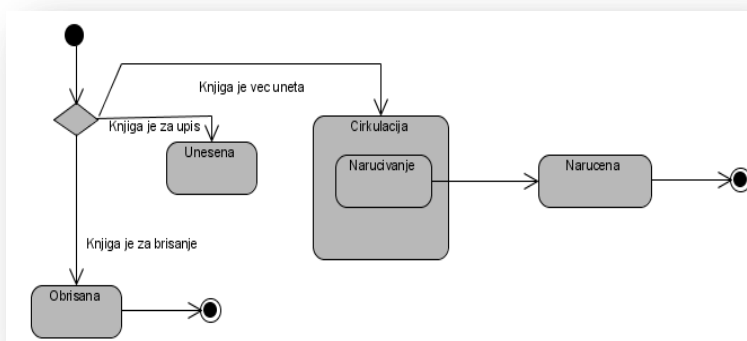 Knjiga je vec uneta
Knjiga je za upis
Cirkulacija
Unesena
Narucivanje
Narucena
Knjiga je za brisanje
Obrisana